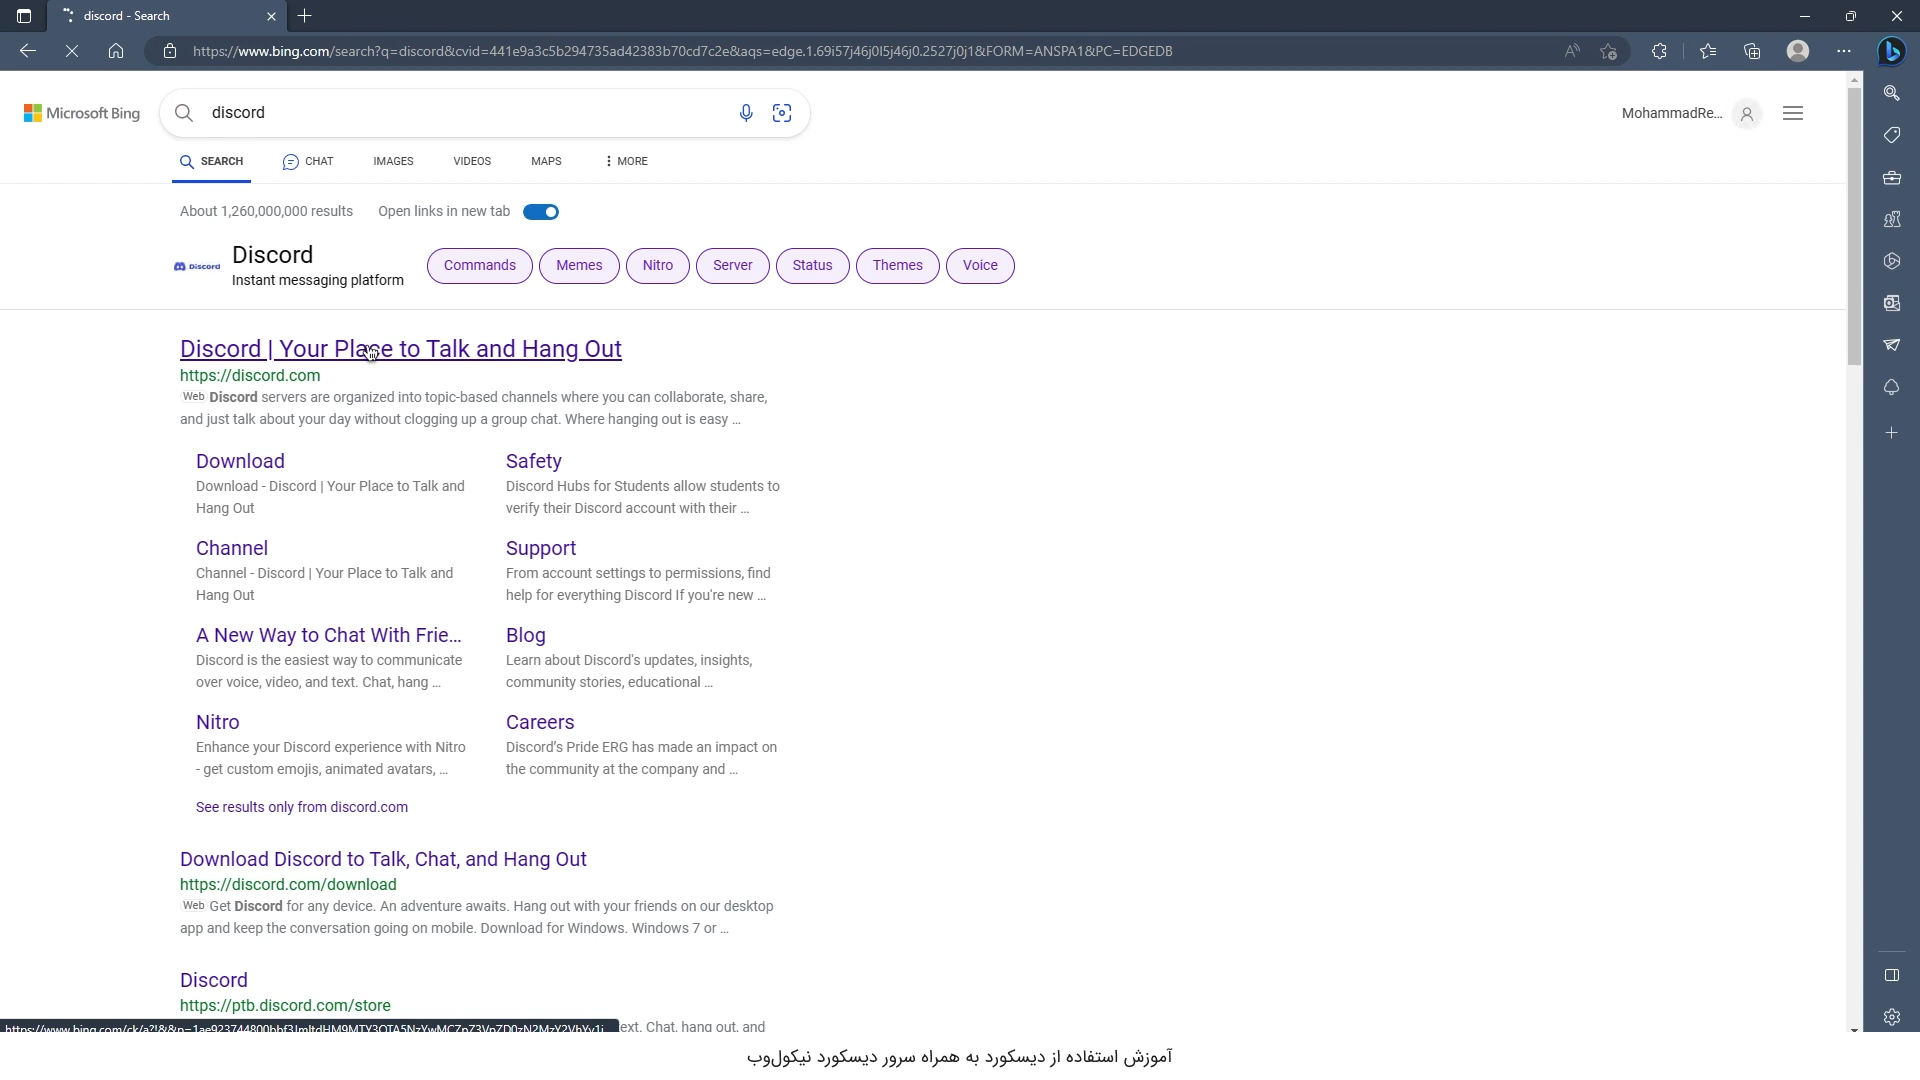 discord - Search
https://www.bing.com/search?q=discord&cvid=441e9a3c5b294735ad42383b70cd7c2e&aqs=edge.1.69i57j46j0l5j46j0.2527j0j1&FORM=ANSPA1&PC=EDGEDB
Microsoft Bing
discord
MohammadRe...
SEARCH CHAT IMAGES VIDEOS MAPS MORE
About 1,260,000,000 results Open links in new tab
Discord
Discord
Instant messaging platform
Commands Memes Nitro Server Status Themes Voice
Discord | Your Place to Talk and Hang Out
https://discord.com
Web Discord servers are organized into topic-based channels where you can collaborate, share,
and just talk about your day without clogging up a group chat. Where hanging out is easy ...
Download
Download - Discord | Your Place to Talk and
Hang Out
Safety
Discord Hubs for Students allow students to
verify their Discord account with their ...
Channel
Channel - Discord | Your Place to Talk and
Hang Out
Support
From account settings to permissions, find
help for everything Discord If you're new ...
A New Way to Chat With Frie...
Discord is the easiest way to communicate
over voice, video, and text. Chat, hang ...
Blog
Learn about Discord's updates, insights,
community stories, educational ...
Nitro
Enhance your Discord experience with Nitro
- get custom emojis, animated avatars, ...
Careers
Discord's Pride ERG has made an impact on
the community at the company and ...
See results only from discord.com
Download Discord to Talk, Chat, and Hang Out
https://discord.com/download
Web Get Discord for any device. An adventure awaits. Hang out with your friends on our desktop
app and keep the conversation going on mobile. Download for Windows. Windows 7 or ...
Discord
https://ptb.discord.com/store
ext. Chat, hang out, and
آموزش استفاده از دیسکورد به همراه سرور دیسکورد نیکول‌وب